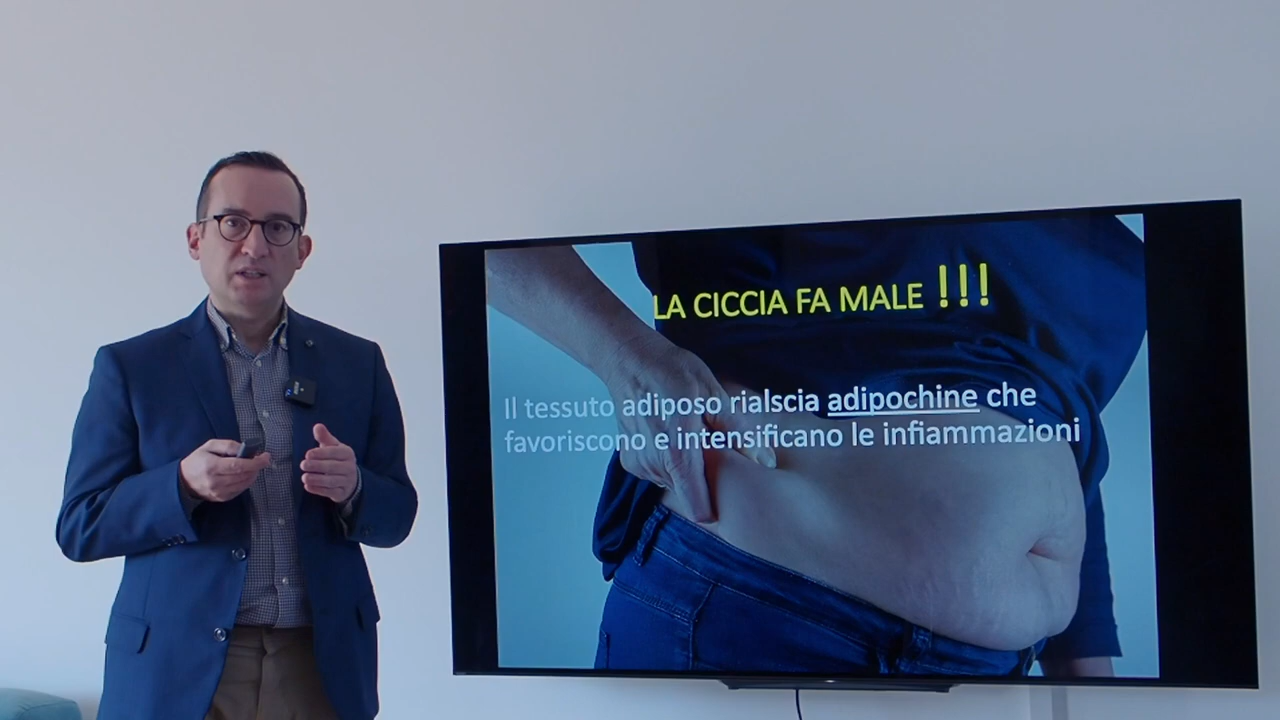 LA CICCIA FA MALE !!!
Il tessuto adiposo rialscia adipochine che
favoriscono e intensificano le infiammazioni